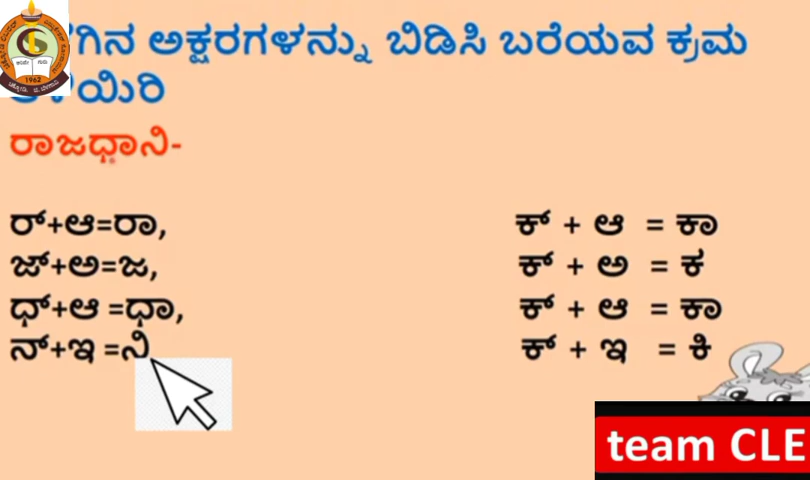 ಗಿನ ಅಕ್ಷರಗಳನ್ನು ಬಿಡಿಸಿ ಬರೆಯವ ಕ್ರಮ
ಯಿರಿ
ರಾಜಧಾನಿ-
ರ್+ಆ=ರಾ,
ಜ್+ಅ=ಜ,
ಧ್+ಆ =ಧಾ,
ನ್+ಇ =ನಿ
ಕ್ + ಆ = ಕಾ
ಕ್ + ಅ = ಕ
ಕ್ + ಆ = ಕಾ
ಕ್ + ಇ = ಕಿ
1962
team CLE